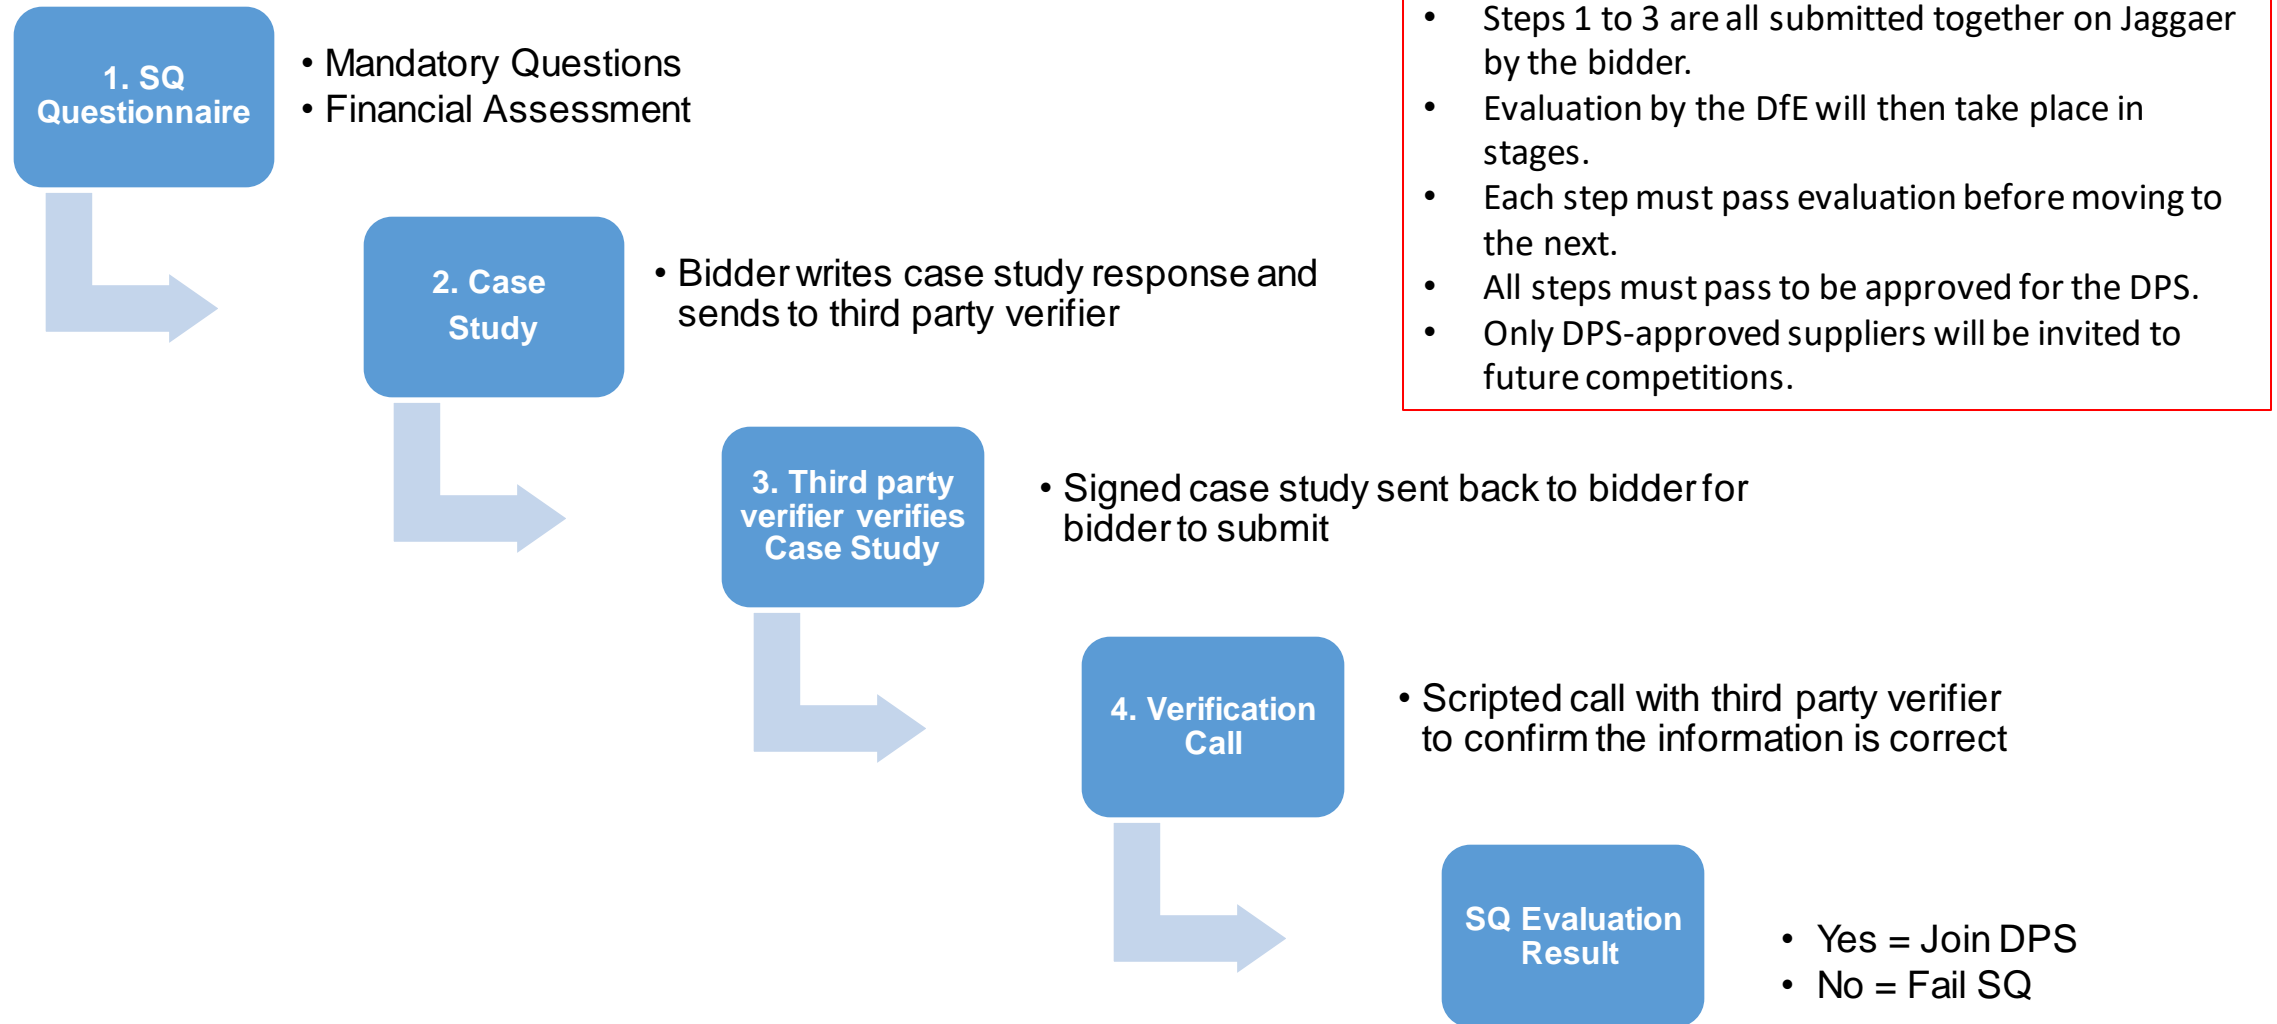 1. SQ
Questionnaire
• Mandatory Questions
• Financial Assessment
• Steps 1 to 3 are all submitted together on Jaggaer
by the bidder.
• Evaluation by the DfE will then take place in
stages.
• Each step must pass evaluation before moving to
the next.
• All steps must pass to be approved for the DPS.
• Only DPS-approved suppliers will be invited to
future competitions.
2. Case
Study
• Bidder writes case study response and
sends to third party verifier
3. Third party
verifier verifies
Case Study
• Signed case study sent back to bidder for
bidder to submit
4. Verification
Call
• Scripted call with third party verifier
to confirm the information is correct
SQ Evaluation
Result
• Yes = Join DPS
• No = Fail SQ